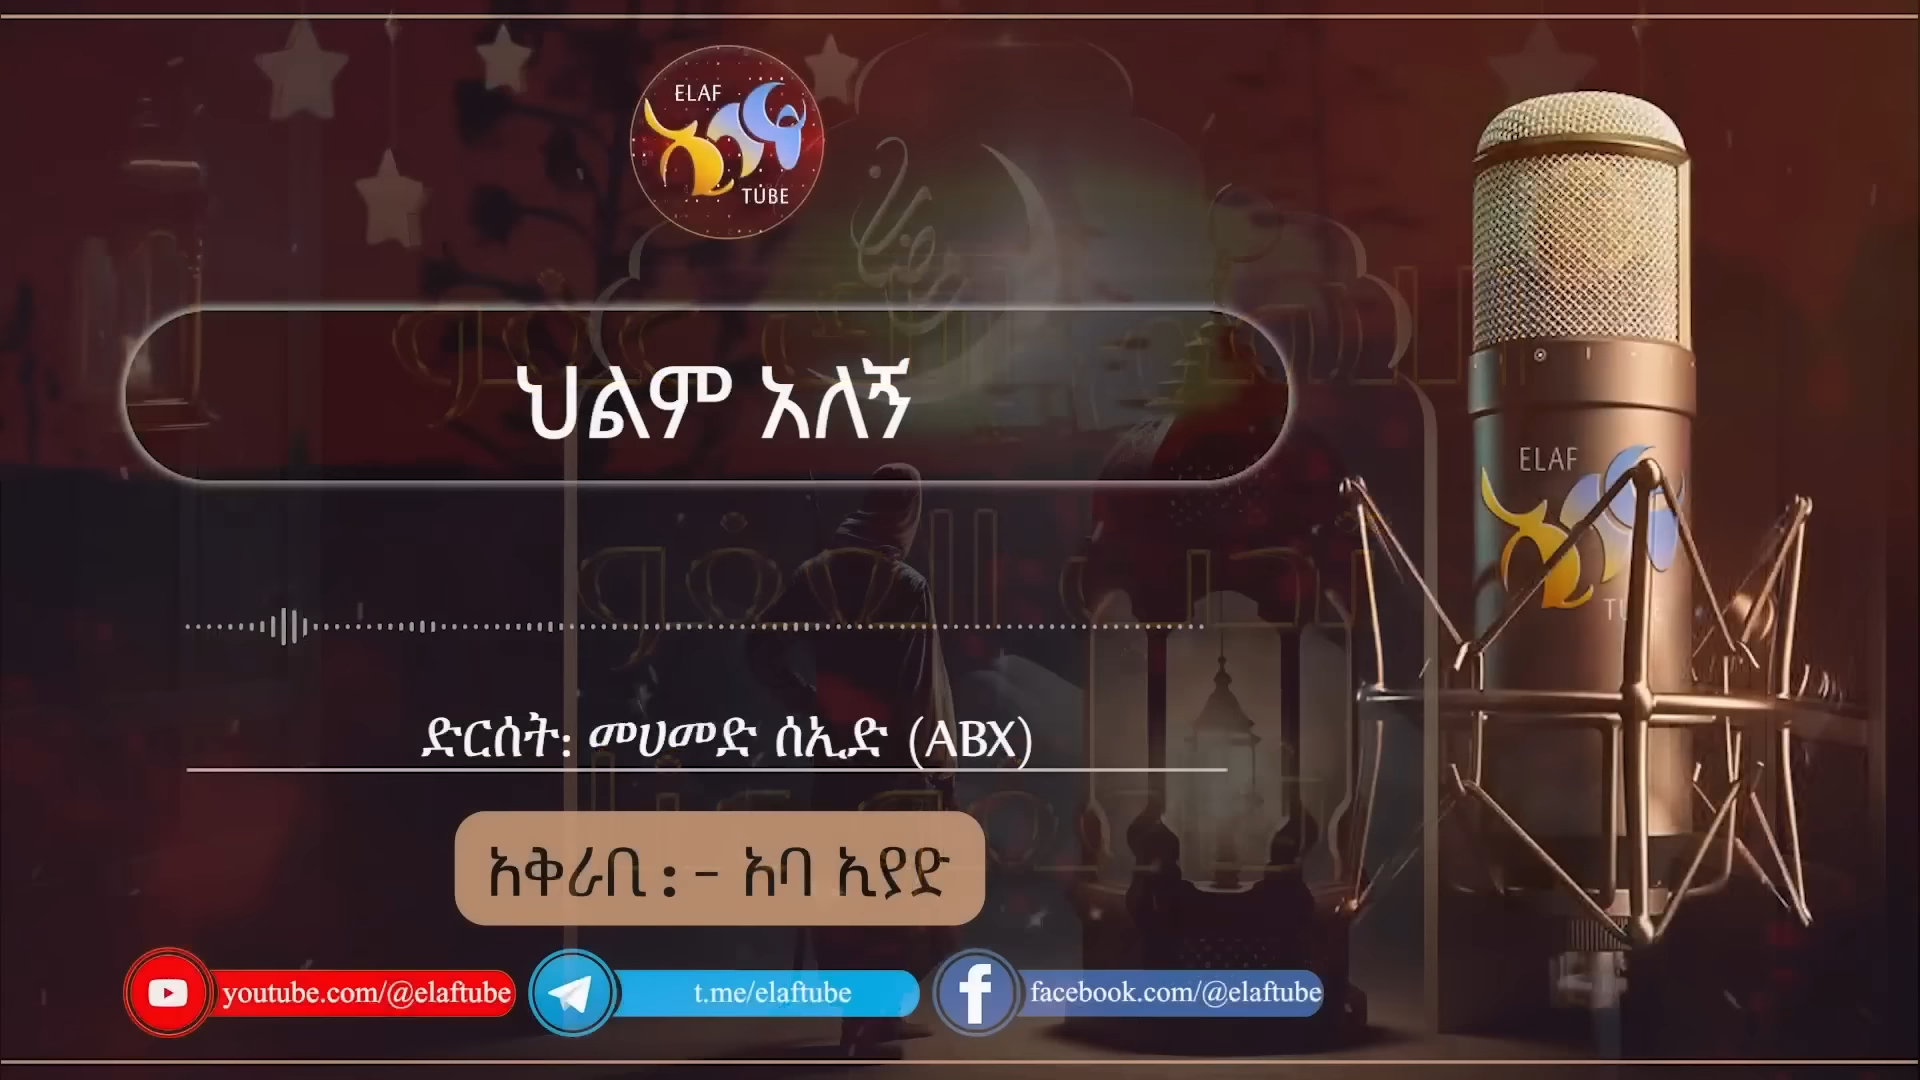 ELAF
TUBE
ህልም አለኝ
ELAF
ድርሰት: መሀመድ ሰኢድ (ABX)
አቅራቢ : - አባ ኢያድ
youtube.com/@elaftube
t.me/elaftube
facebook.com/@elaftube